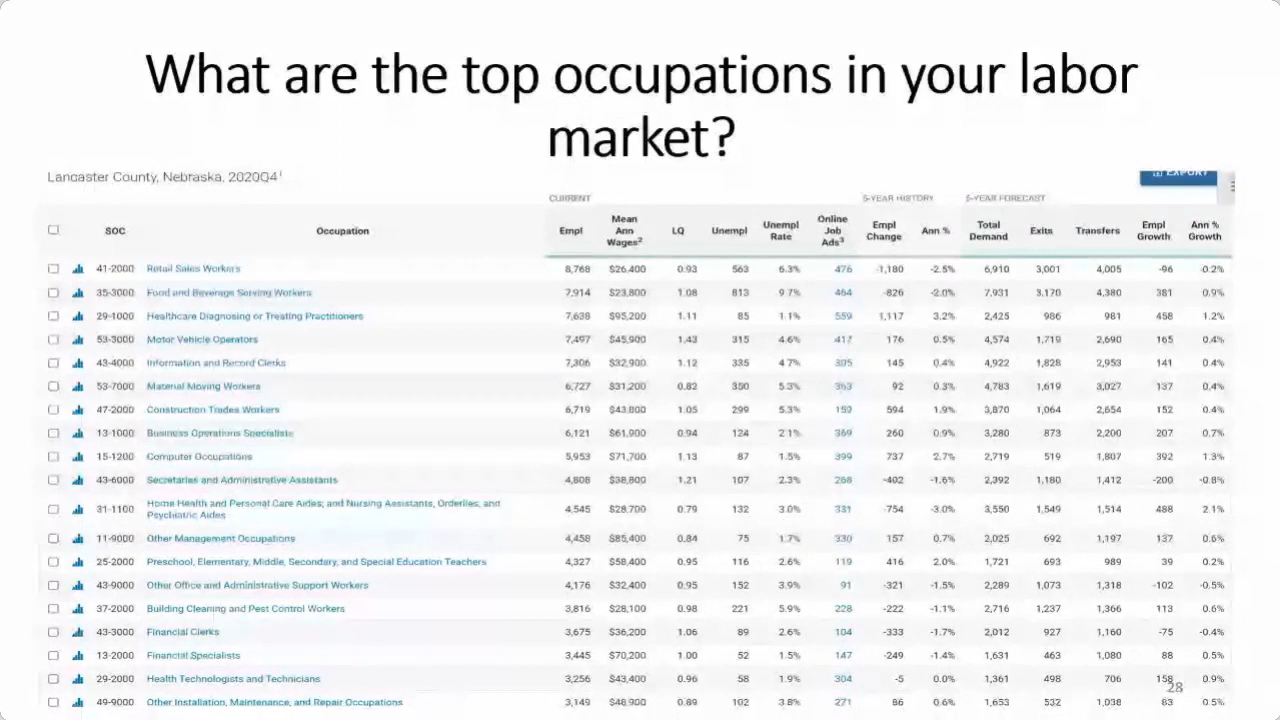 What are the top occupations in your labor
market?
Lancaster County, Nebraska, 2020Q4¹
EXPORT
CURRENT 5-YEAR HISTORY 5-YEAR FORECAST
SOC Occupation Empl Mean Ann Wages² LQ Unempl Unempl Rate Online Job Ads³ Empl Change Ann % Total Demand Exits Transfers Empl Growth Ann % Growth
41-2000 Retail Sales Workers 8,768 $26,400 0.93 563 6.3% 476 -1,180 -2.5% 6,910 3,001 4,005 -96 -0.2%
35-3000 Food and Beverage Serving Workers 7,914 $23,800 1.08 813 9.7% 464 -826 -2.0% 7,931 3,170 4,380 381 0.9%
29-1000 Healthcare Diagnosing or Treating Practitioners 7,638 $95,200 1.11 85 1.1% 559 1,117 3.2% 2,425 986 981 458 1.2%
53-3000 Motor Vehicle Operators 7,497 $45,900 1.43 315 4.6% 417 176 0.5% 4,574 1,719 2,690 165 0.4%
43-4000 Information and Record Clerks 7,306 $32,900 1.12 335 4.7% 305 145 0.4% 4,922 1,828 2,953 141 0.4%
53-7000 Material Moving Workers 6,727 $31,200 0.82 390 5.3% 363 92 0.3% 4,783 1,619 3,027 137 0.4%
47-2000 Construction Trades Workers 6,719 $43,800 1.05 299 5.3% 152 594 1.9% 3,870 1,064 2,654 152 0.4%
13-1000 Business Operations Specialists 6,121 $61,900 0.94 124 2.1% 369 260 0.9% 3,280 873 2,200 207 0.7%
15-1200 Computer Occupations 5,953 $71,700 1.13 87 1.5% 399 737 2.7% 2,719 519 1,807 392 1.3%
43-6000 Secretaries and Administrative Assistants 4,808 $38,800 1.21 107 2.3% 268 -402 -1.6% 2,392 1,180 1,412 -200 -0.8%
31-1100 Home Health and Personal Care Aides; and Nursing Assistants, Orderlies, and
Psychiatric Aides 4,545 $28,700 0.79 132 3.0% 331 -754 -3.0% 3,550 1,549 1,514 488 2.1%
11-9000 Other Management Occupations 4,458 $85,400 0.84 75 1.7% 330 157 0.7% 2,025 692 1,197 137 0.6%
25-2000 Preschool, Elementary, Middle, Secondary, and Special Education Teachers 4,327 $58,400 0.95 116 2.6% 119 416 2.0% 1,721 693 989 39 0.2%
43-9000 Other Office and Administrative Support Workers 4,176 $32,400 0.95 152 3.9% 91 -321 -1.5% 2,289 1,073 1,318 -102 -0.5%
37-2000 Building Cleaning and Pest Control Workers 3,816 $28,100 0.98 221 5.9% 228 -222 -1.1% 2,716 1,237 1,366 113 0.6%
43-3000 Financial Clerks 3,675 $36,200 1.06 89 2.6% 104 -333 -1.7% 2,012 927 1,160 -75 -0.4%
13-2000 Financial Specialists 3,445 $70,200 1.00 52 1.5% 147 -249 -1.4% 1,631 463 1,080 88 0.5%
29-2000 Health Technologists and Technicians 3,256 $43,400 0.96 58 1.9% 304 -5 0.0% 1,361 498 706 158 0.9%
28
49-9000 Other Installation, Maintenance, and Repair Occupations 3,149 $48,900 0.89 102 3.8% 271 86 0.6% 1,653 532 1,038 83 0.5%